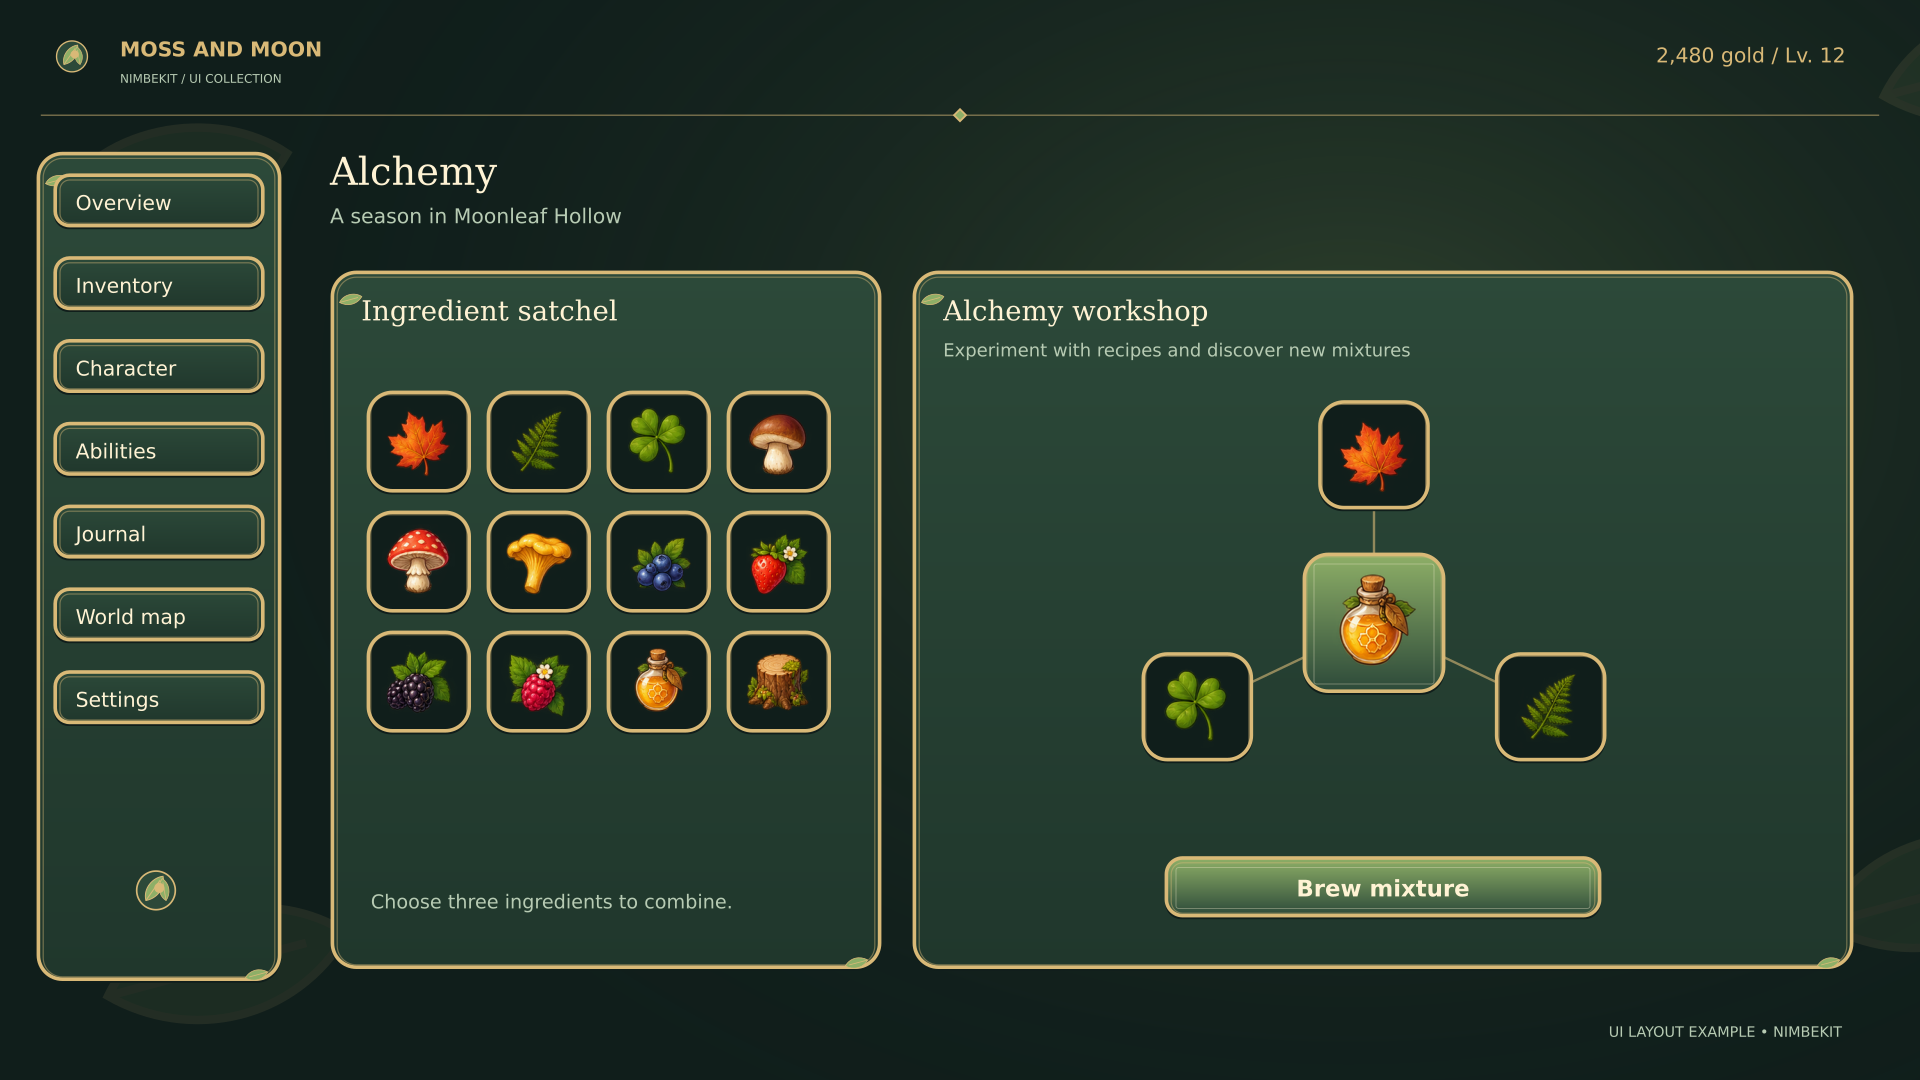 MOSS AND MOON
NIMBEKIT / UI COLLECTION
2,480 gold / Lv. 12
Overview
Inventory
Character
Abilities
Journal
World map
Settings
Alchemy
A season in Moonleaf Hollow
Ingredient satchel
Choose three ingredients to combine.
Alchemy workshop
Experiment with recipes and discover new mixtures
Brew mixture
UI LAYOUT EXAMPLE • NIMBEKIT